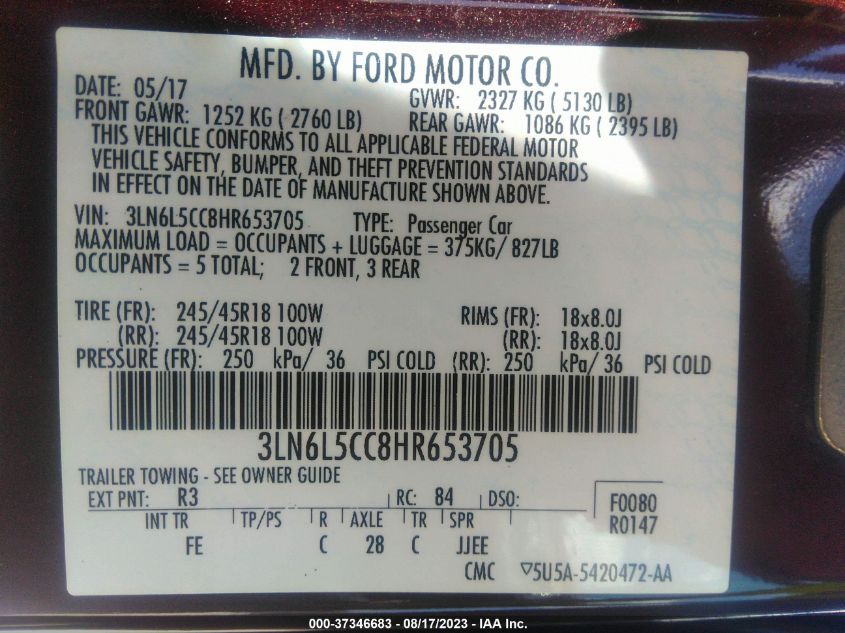 MFD. BY FORD MOTOR CO.
DATE: 05/17 GVWR: 2327 KG ( 5130 LB)
FRONT GAWR: 1252 KG ( 2760 LB) REAR GAWR: 1086 KG ( 2395 LB)
THIS VEHICLE CONFORMS TO ALL APPLICABLE FEDERAL MOTOR
VEHICLE SAFETY, BUMPER, AND THEFT PREVENTION STANDARDS
IN EFFECT ON THE DATE OF MANUFACTURE SHOWN ABOVE.
VIN: 3LN6L5CC8HR653705 TYPE: Passenger Car
MAXIMUM LOAD = OCCUPANTS + LUGGAGE = 375KG/ 827LB
OCCUPANTS = 5 TOTAL; 2 FRONT, 3 REAR
TIRE (FR): 245/45R18 100W RIMS (FR): 18x8.0J
(RR): 245/45R18 100W (RR): 18x8.0J
PRESSURE (FR): 250 kPa/ 36 PSI COLD (RR): 250 kPa/ 36 PSI COLD
3LN6L5CC8HR653705
TRAILER TOWING - SEE OWNER GUIDE
EXT PNT: R3 RC: 84 DSO: F0080
INT TR TP/PS R AXLE TR SPR R0147
FE C 28 C JJEE
CMC ▽5U5A-5420472-AA
000-37346683 - 08/17/2023 - IAA Inc.